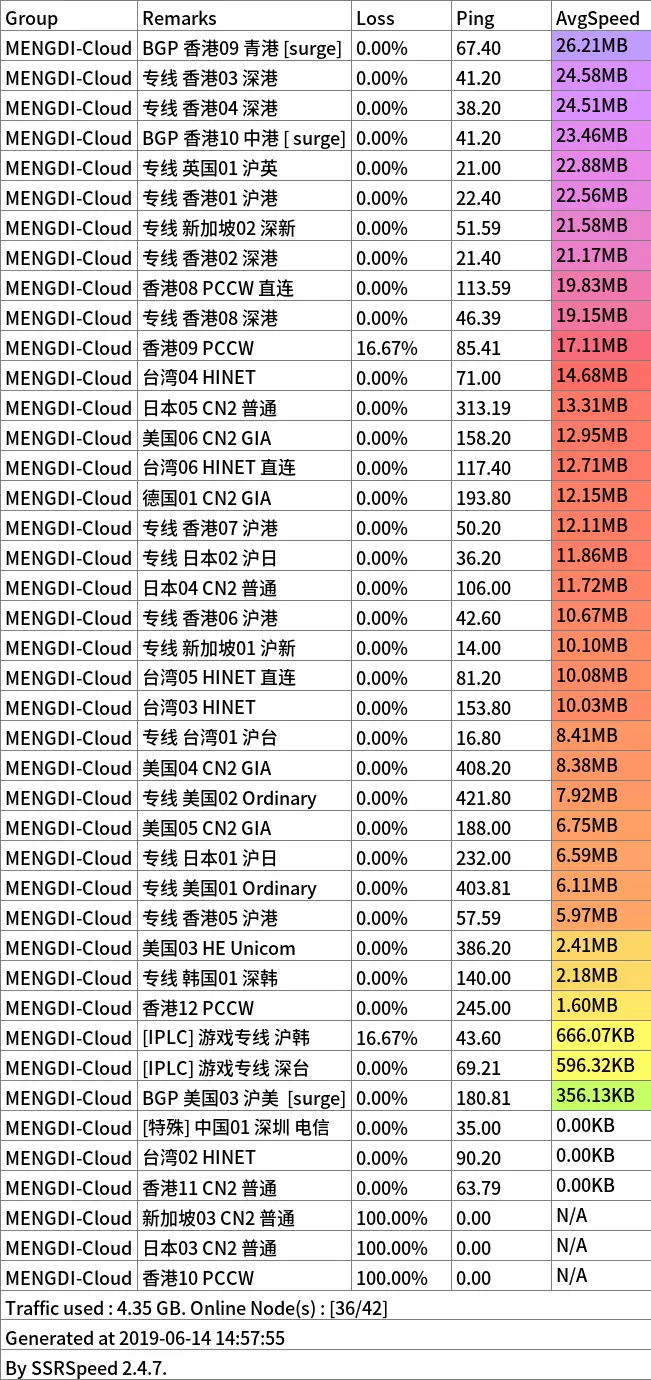 Group Remarks Loss Ping AvgSpeed
MENGDI-Cloud BGP 香港09 青港 [surge] 0.00% 67.40 26.21MB
MENGDI-Cloud 专线 香港03 深港 0.00% 41.20 24.58MB
MENGDI-Cloud 专线 香港04 深港 0.00% 38.20 24.51MB
MENGDI-Cloud BGP 香港10 中港 [ surge] 0.00% 41.20 23.46MB
MENGDI-Cloud 专线 英国01 沪英 0.00% 21.00 22.88MB
MENGDI-Cloud 专线 香港01 沪港 0.00% 22.40 22.56MB
MENGDI-Cloud 专线 新加坡02 深新 0.00% 51.59 21.58MB
MENGDI-Cloud 专线 香港02 深港 0.00% 21.40 21.17MB
MENGDI-Cloud 香港08 PCCW 直连 0.00% 113.59 19.83MB
MENGDI-Cloud 专线 香港08 深港 0.00% 46.39 19.15MB
MENGDI-Cloud 香港09 PCCW 16.67% 85.41 17.11MB
MENGDI-Cloud 台湾04 HINET 0.00% 71.00 14.68MB
MENGDI-Cloud 日本05 CN2 普通 0.00% 313.19 13.31MB
MENGDI-Cloud 美国06 CN2 GIA 0.00% 158.20 12.95MB
MENGDI-Cloud 台湾06 HINET 直连 0.00% 117.40 12.71MB
MENGDI-Cloud 德国01 CN2 GIA 0.00% 193.80 12.15MB
MENGDI-Cloud 专线 香港07 沪港 0.00% 50.20 12.11MB
MENGDI-Cloud 专线 日本02 沪日 0.00% 36.20 11.86MB
MENGDI-Cloud 日本04 CN2 普通 0.00% 106.00 11.72MB
MENGDI-Cloud 专线 香港06 沪港 0.00% 42.60 10.67MB
MENGDI-Cloud 专线 新加坡01 沪新 0.00% 14.00 10.10MB
MENGDI-Cloud 台湾05 HINET 直连 0.00% 81.20 10.08MB
MENGDI-Cloud 台湾03 HINET 0.00% 153.80 10.03MB
MENGDI-Cloud 专线 台湾01 沪台 0.00% 16.80 8.41MB
MENGDI-Cloud 美国04 CN2 GIA 0.00% 408.20 8.38MB
MENGDI-Cloud 专线 美国02 Ordinary 0.00% 421.80 7.92MB
MENGDI-Cloud 美国05 CN2 GIA 0.00% 188.00 6.75MB
MENGDI-Cloud 专线 日本01 沪日 0.00% 232.00 6.59MB
MENGDI-Cloud 专线 美国01 Ordinary 0.00% 403.81 6.11MB
MENGDI-Cloud 专线 香港05 沪港 0.00% 57.59 5.97MB
MENGDI-Cloud 美国03 HE Unicom 0.00% 386.20 2.41MB
MENGDI-Cloud 专线 韩国01 深韩 0.00% 140.00 2.18MB
MENGDI-Cloud 香港12 PCCW 0.00% 245.00 1.60MB
MENGDI-Cloud [IPLC] 游戏专线 沪韩 16.67% 43.60 666.07KB
MENGDI-Cloud [IPLC] 游戏专线 深台 0.00% 69.21 596.32KB
MENGDI-Cloud BGP 美国03 沪美 [surge] 0.00% 180.81 356.13KB
MENGDI-Cloud [特殊] 中国01 深圳 电信 0.00% 35.00 0.00KB
MENGDI-Cloud 台湾02 HINET 0.00% 90.20 0.00KB
MENGDI-Cloud 香港11 CN2 普通 0.00% 63.79 0.00KB
MENGDI-Cloud 新加坡03 CN2 普通 100.00% 0.00 N/A
MENGDI-Cloud 日本03 CN2 普通 100.00% 0.00 N/A
MENGDI-Cloud 香港10 PCCW 100.00% 0.00 N/A
Traffic used : 4.35 GB. Online Node(s) : [36/42]
Generated at 2019-06-14 14:57:55
By SSRSpeed 2.4.7.